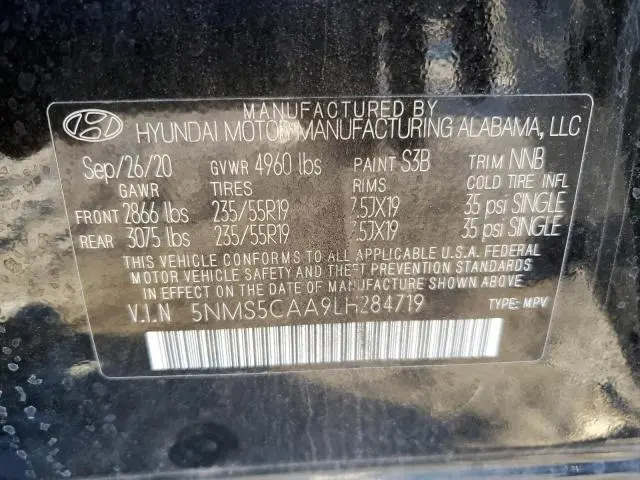 MANUFACTURED BY
HYUNDAI MOTOR MANUFACTURING ALABAMA, LLC
Sep/26/20 GVWR 4960 lbs PAINT S3B TRIM NNB
GAWR TIRES RIMS COLD TIRE INFL
FRONT 2866 lbs 235/55R19 7.5JX19 35 psi SINGLE
REAR 3075 lbs 235/55R19 7.5JX19 35 psi SINGLE
THIS VEHICLE CONFORMS TO ALL APPLICABLE U.S.A. FEDERAL
MOTOR VEHICLE SAFETY AND THEFT PREVENTION STANDARDS
IN EFFECT ON THE DATE OF MANUFACTURE SHOWN ABOVE
V.I.N 5NMS5CAA9LH284719 TYPE: MPV